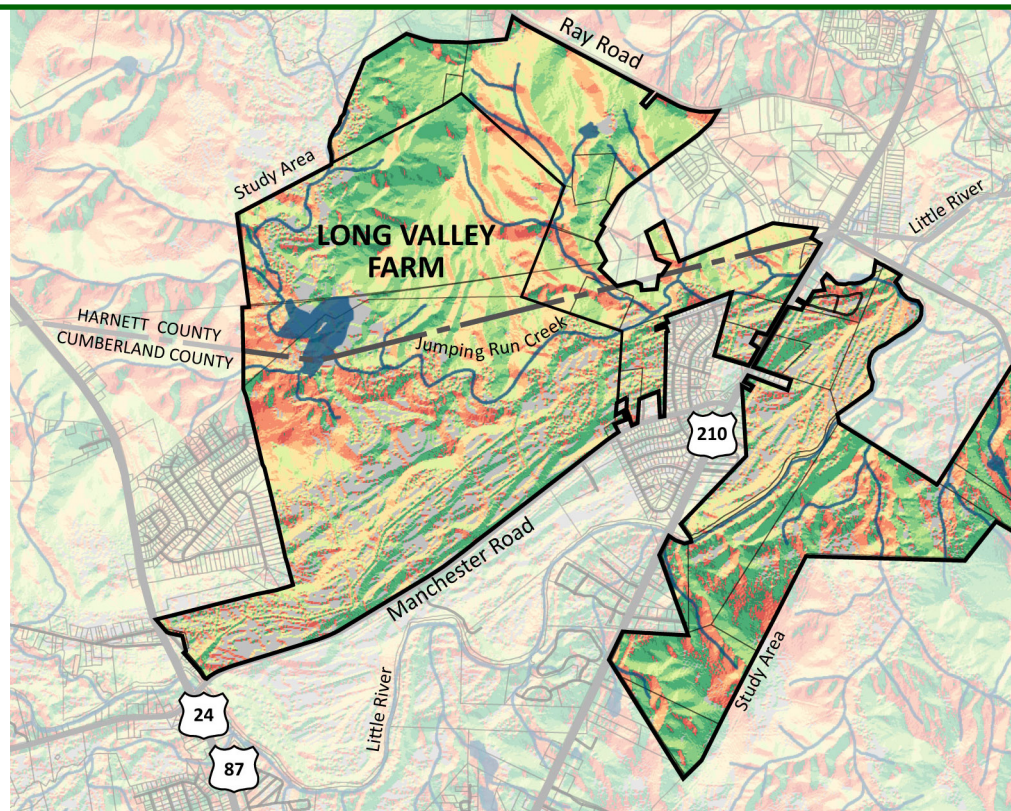 Ray Road
Study Area
Little River
LONG VALLEY
FARM
HARNETT COUNTY
CUMBERLAND COUNTY
Jumping Run Creek
210
Manchester Road
Study Area
Little River
24
87